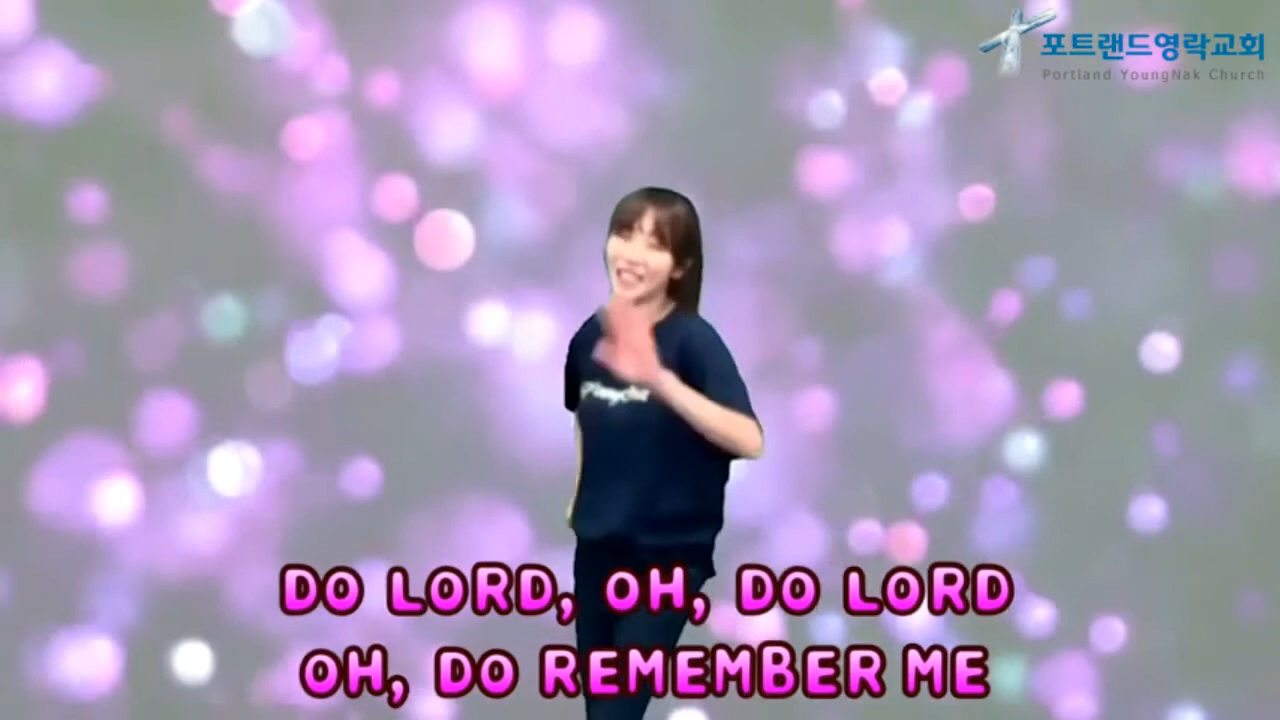 포트랜드영락교회
Portland YoungNak Church
DO LORD, OH, DO LORD
OH, DO REMEMBER ME